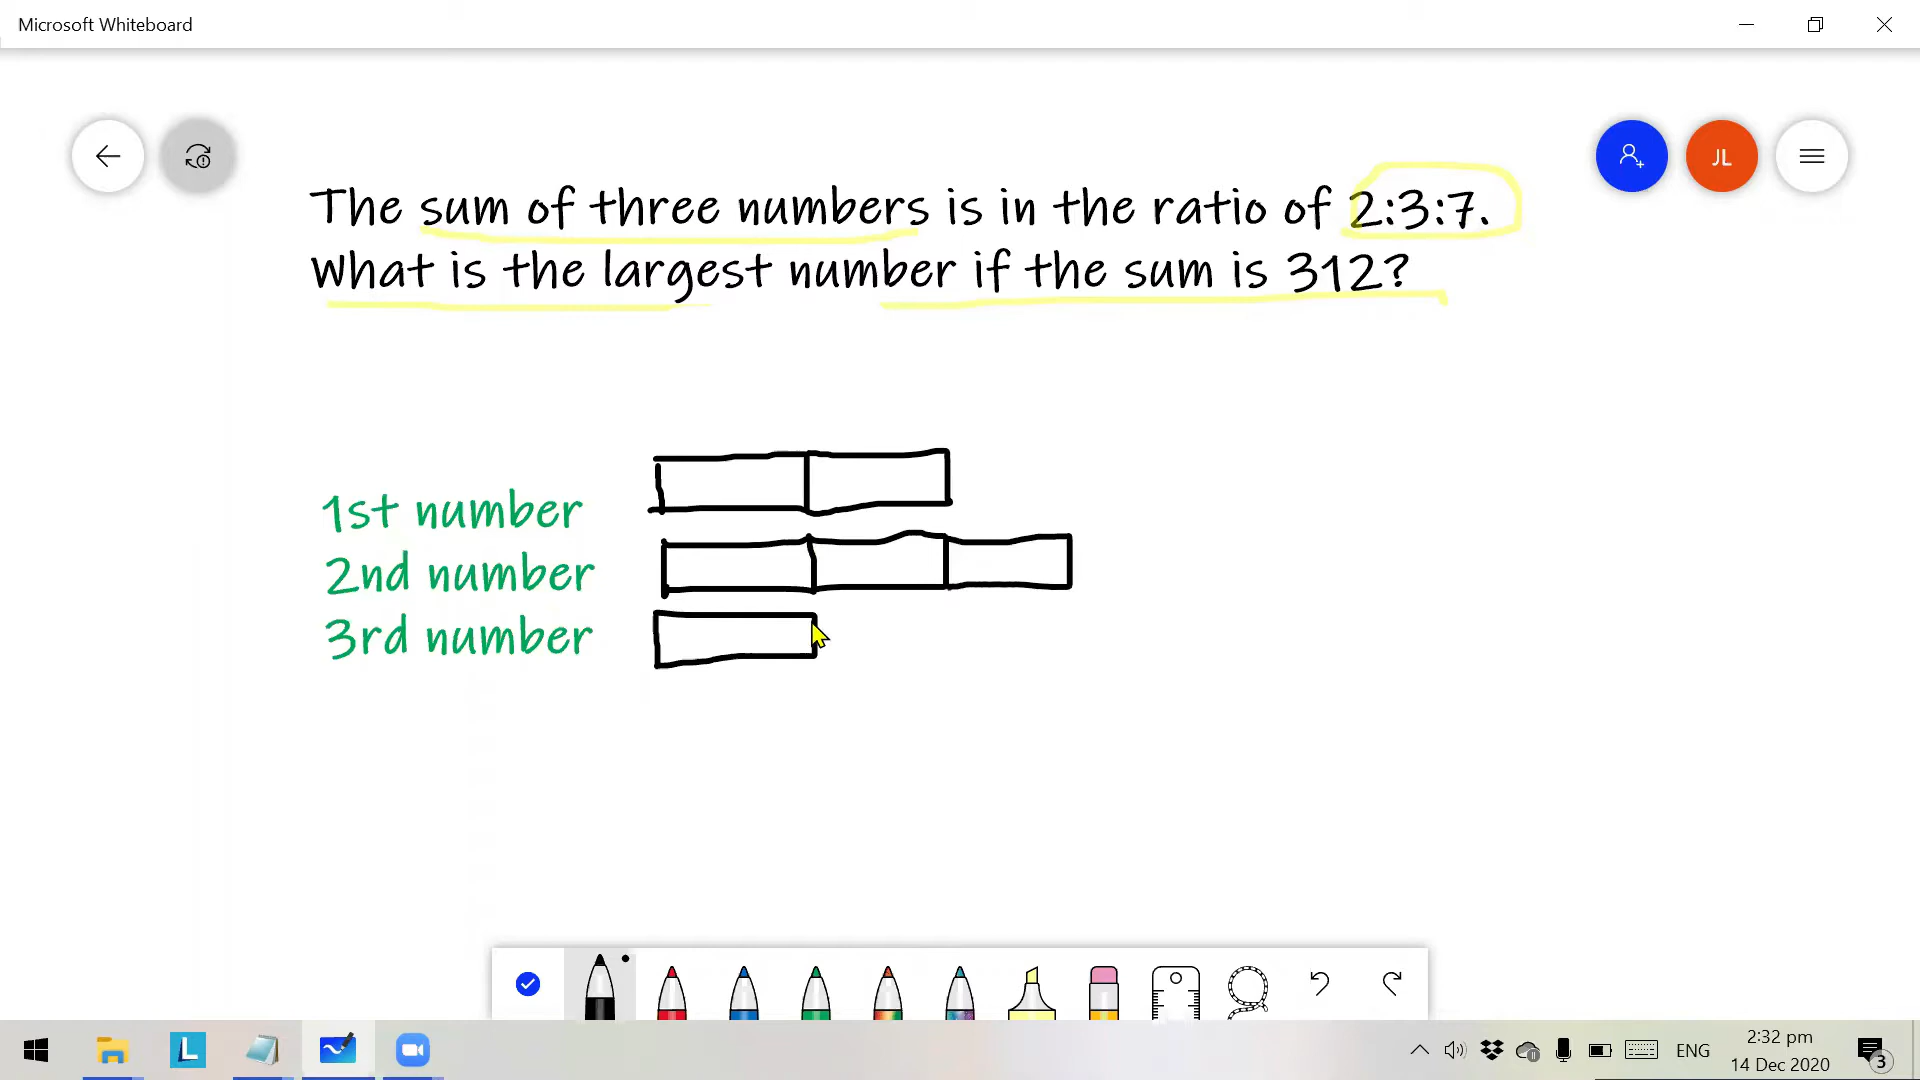 Microsoft Whiteboard
JL
The sum of three numbers is in the ratio of 2:3:7.
What is the largest number if the sum is 312?
1st number
2nd number
3rd number
L
ENG
2:32 pm
14 Dec 2020
3